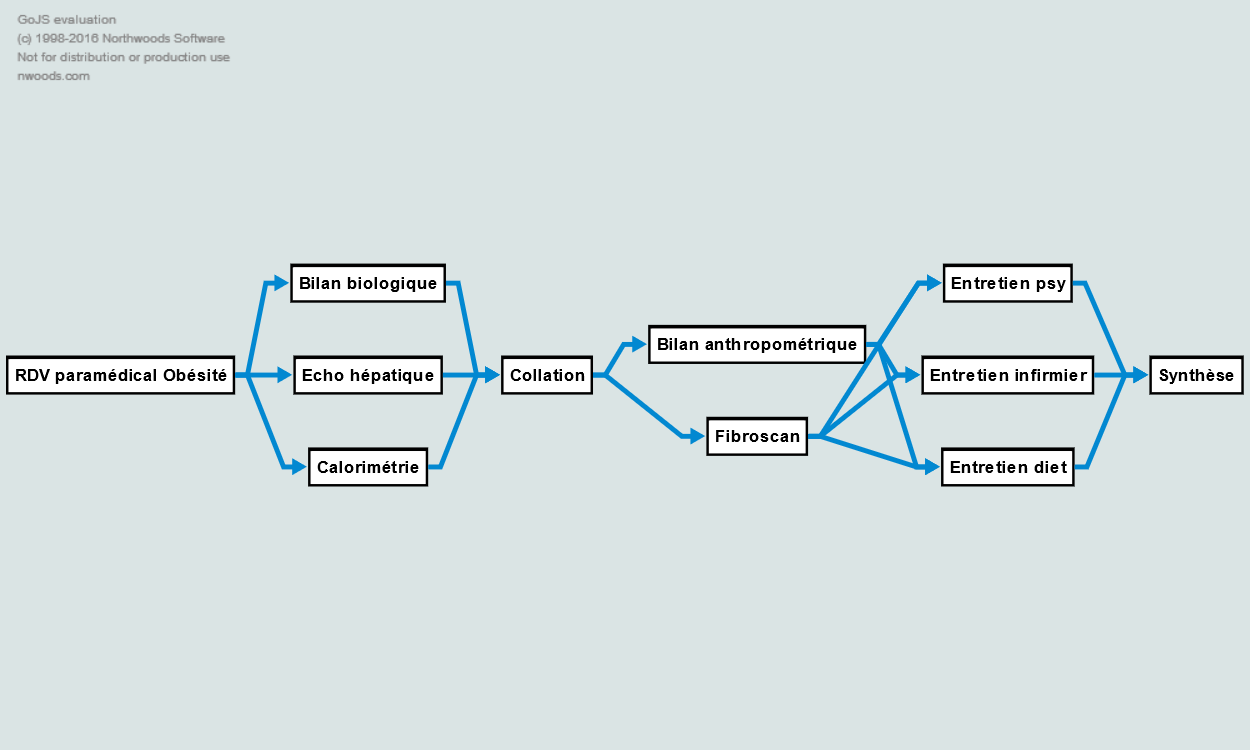 GoJS evaluation
(c) 1998-2016 Northwoods Software
Not for distribution or production use
nwoods.com
RDV paramédical Obésité
Bilan biologique
Echo hépatique
Calorimétrie
Collation
Bilan anthropométrique
Fibroscan
Entretien psy
Entretien infirmier
Entretien diet
Synthèse